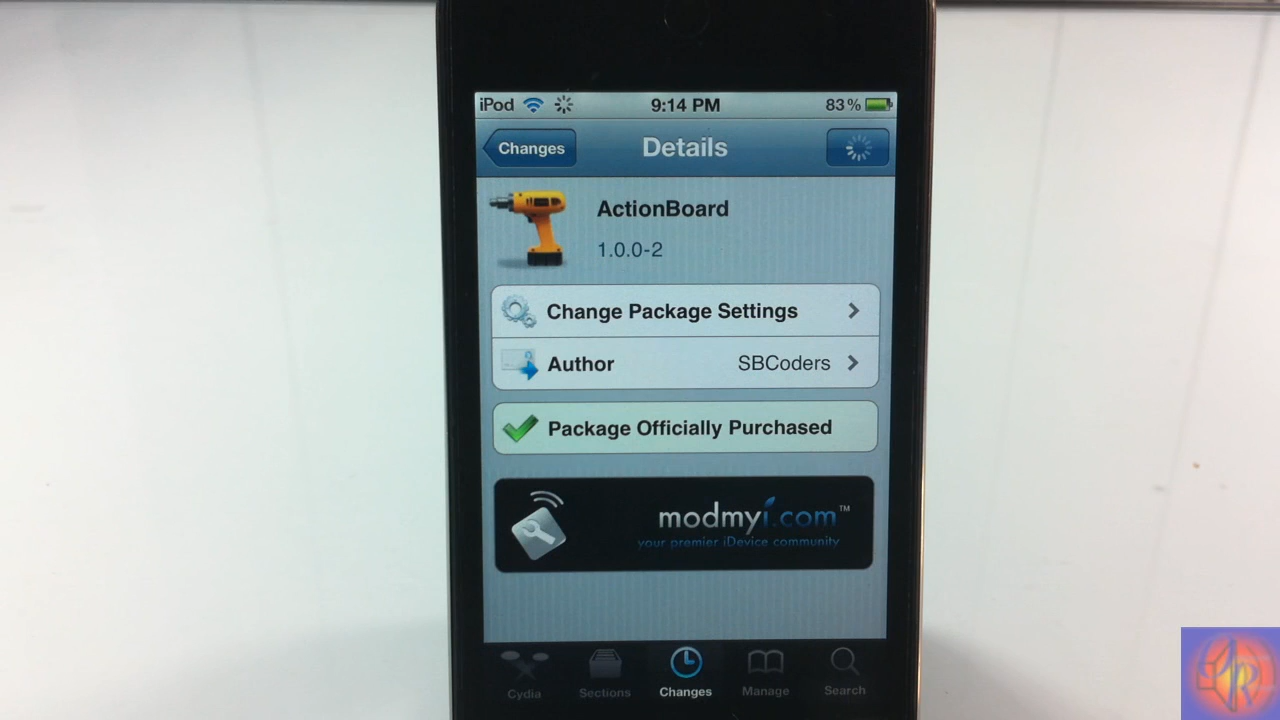 iPod 9:14 PM 83%
Changes Details
ActionBoard
1.0.0-2
Change Package Settings
Author SBCoders
Package Officially Purchased
modmyi.com™
your premier iDevice community
Cydia Sections Changes Manage Search